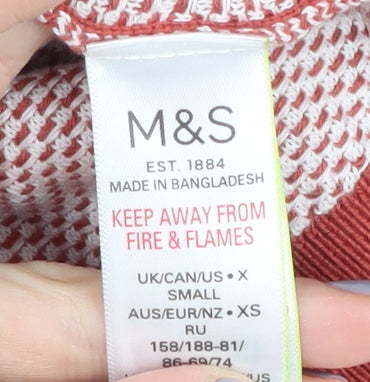 M&S
EST. 1884
MADE IN BANGLADESH
KEEP AWAY FROM
FIRE & FLAMES
UK/CAN/US • X
SMALL
AUS/EUR/NZ • XS
RU
158/188-81/
86-69/74